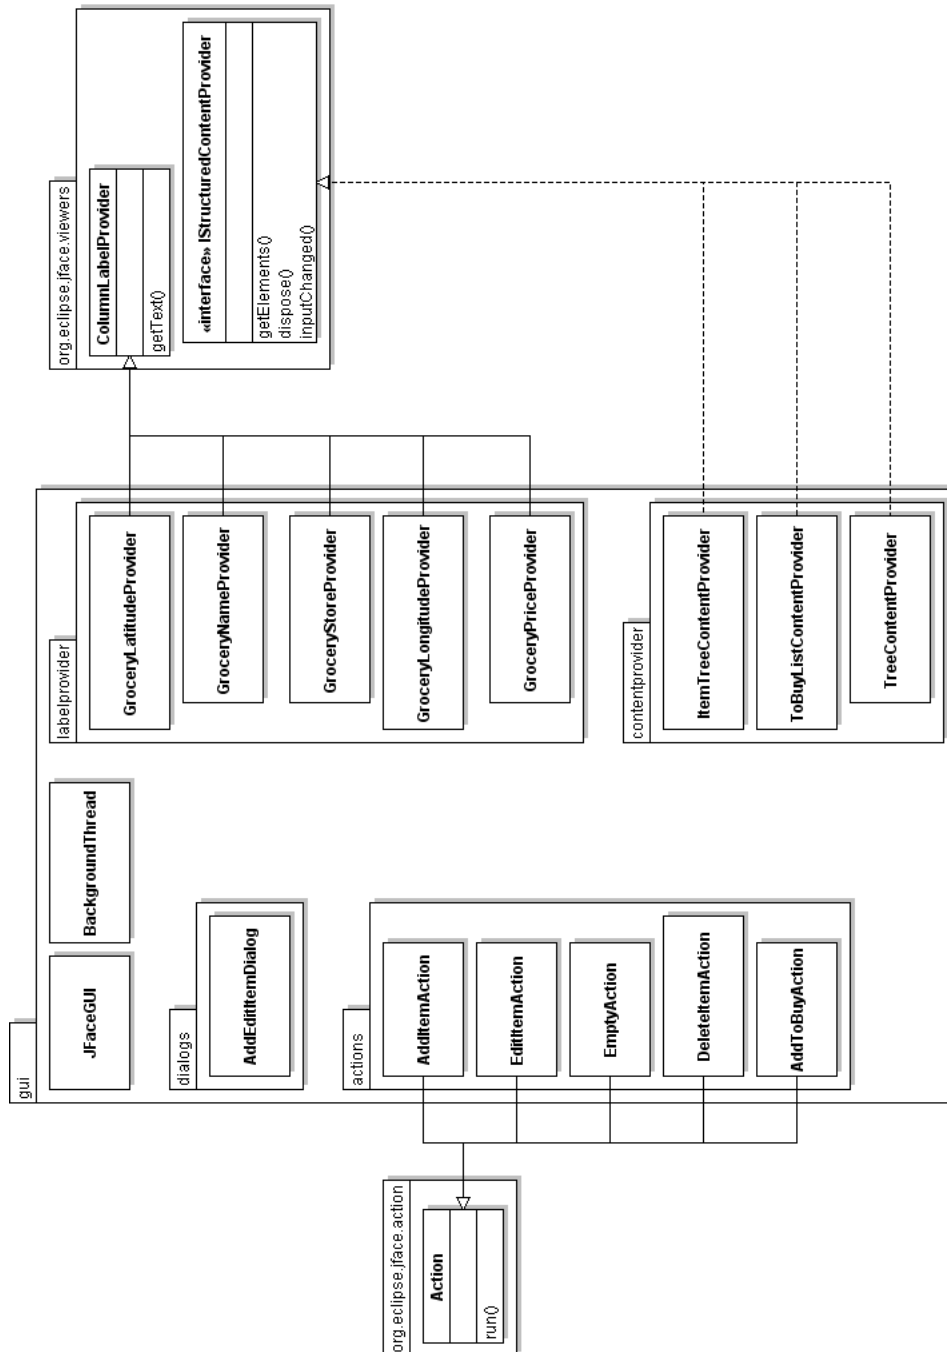 gui
JFaceGUI
BackgroundThread
dialogs
AddEditItemDialog
actions
AddItemAction
EditItemAction
EmptyAction
DeleteItemAction
AddToBuyAction
org.eclipse.jface.action
Action
run()
labelprovider
GroceryLatitudeProvider
GroceryNameProvider
GroceryStoreProvider
GroceryLongitudeProvider
GroceryPriceProvider
contentprovider
ItemTreeContentProvider
ToBuyListContentProvider
TreeContentProvider
org.eclipse.jface.viewers
ColumnLabelProvider
getText()
«interface» IStructuredContentProvider
getElements()
dispose()
inputChanged()